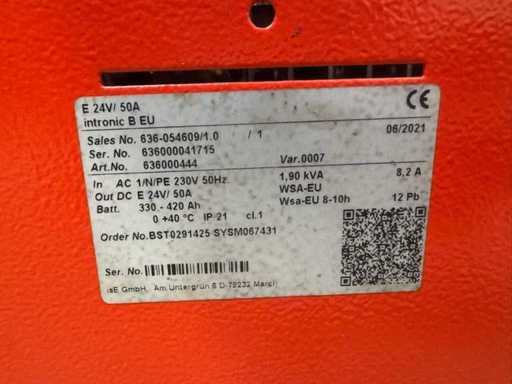 E 24V/ 50A
intronic B EU
CE
06/2021
Sales No. 636-054609/1.0 / 1
Ser. No. 636000041715
Art.No. 636000444 Var.0007
In AC 1/N/PE 230V 50Hz 1,90 kVA 8,2 A
Out DC E 24V/ 50A WSA-EU
Batt. 330 - 420 Ah Wsa-EU 8-10h 12 Pb
0 +40 °C IP 21 cl.1
Order No.BST0291425 SYSM067431
Ser No.
GmbH, Am Untergrün 6 D-79232 March